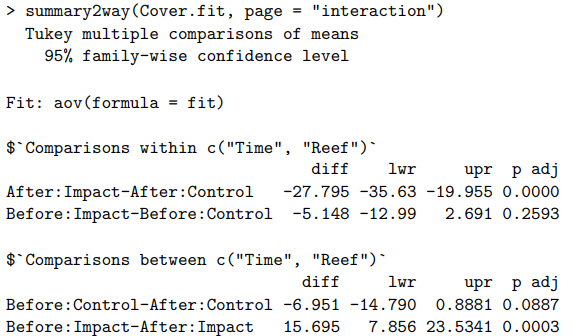 > summary2way(Cover.fit, page = "interaction")
Tukey multiple comparisons of means
95% family-wise confidence level
Fit: aov(formula = fit)
$`Comparisons within c("Time", "Reef")`
diff lwr upr p adj
After:Impact-After:Control -27.795 -35.63 -19.955 0.0000
Before:Impact-Before:Control -5.148 -12.99 2.691 0.2593
$`Comparisons between c("Time", "Reef")`
diff lwr upr p adj
Before:Control-After:Control -6.951 -14.790 0.8881 0.0887
Before:Impact-After:Impact 15.695 7.856 23.5341 0.0003